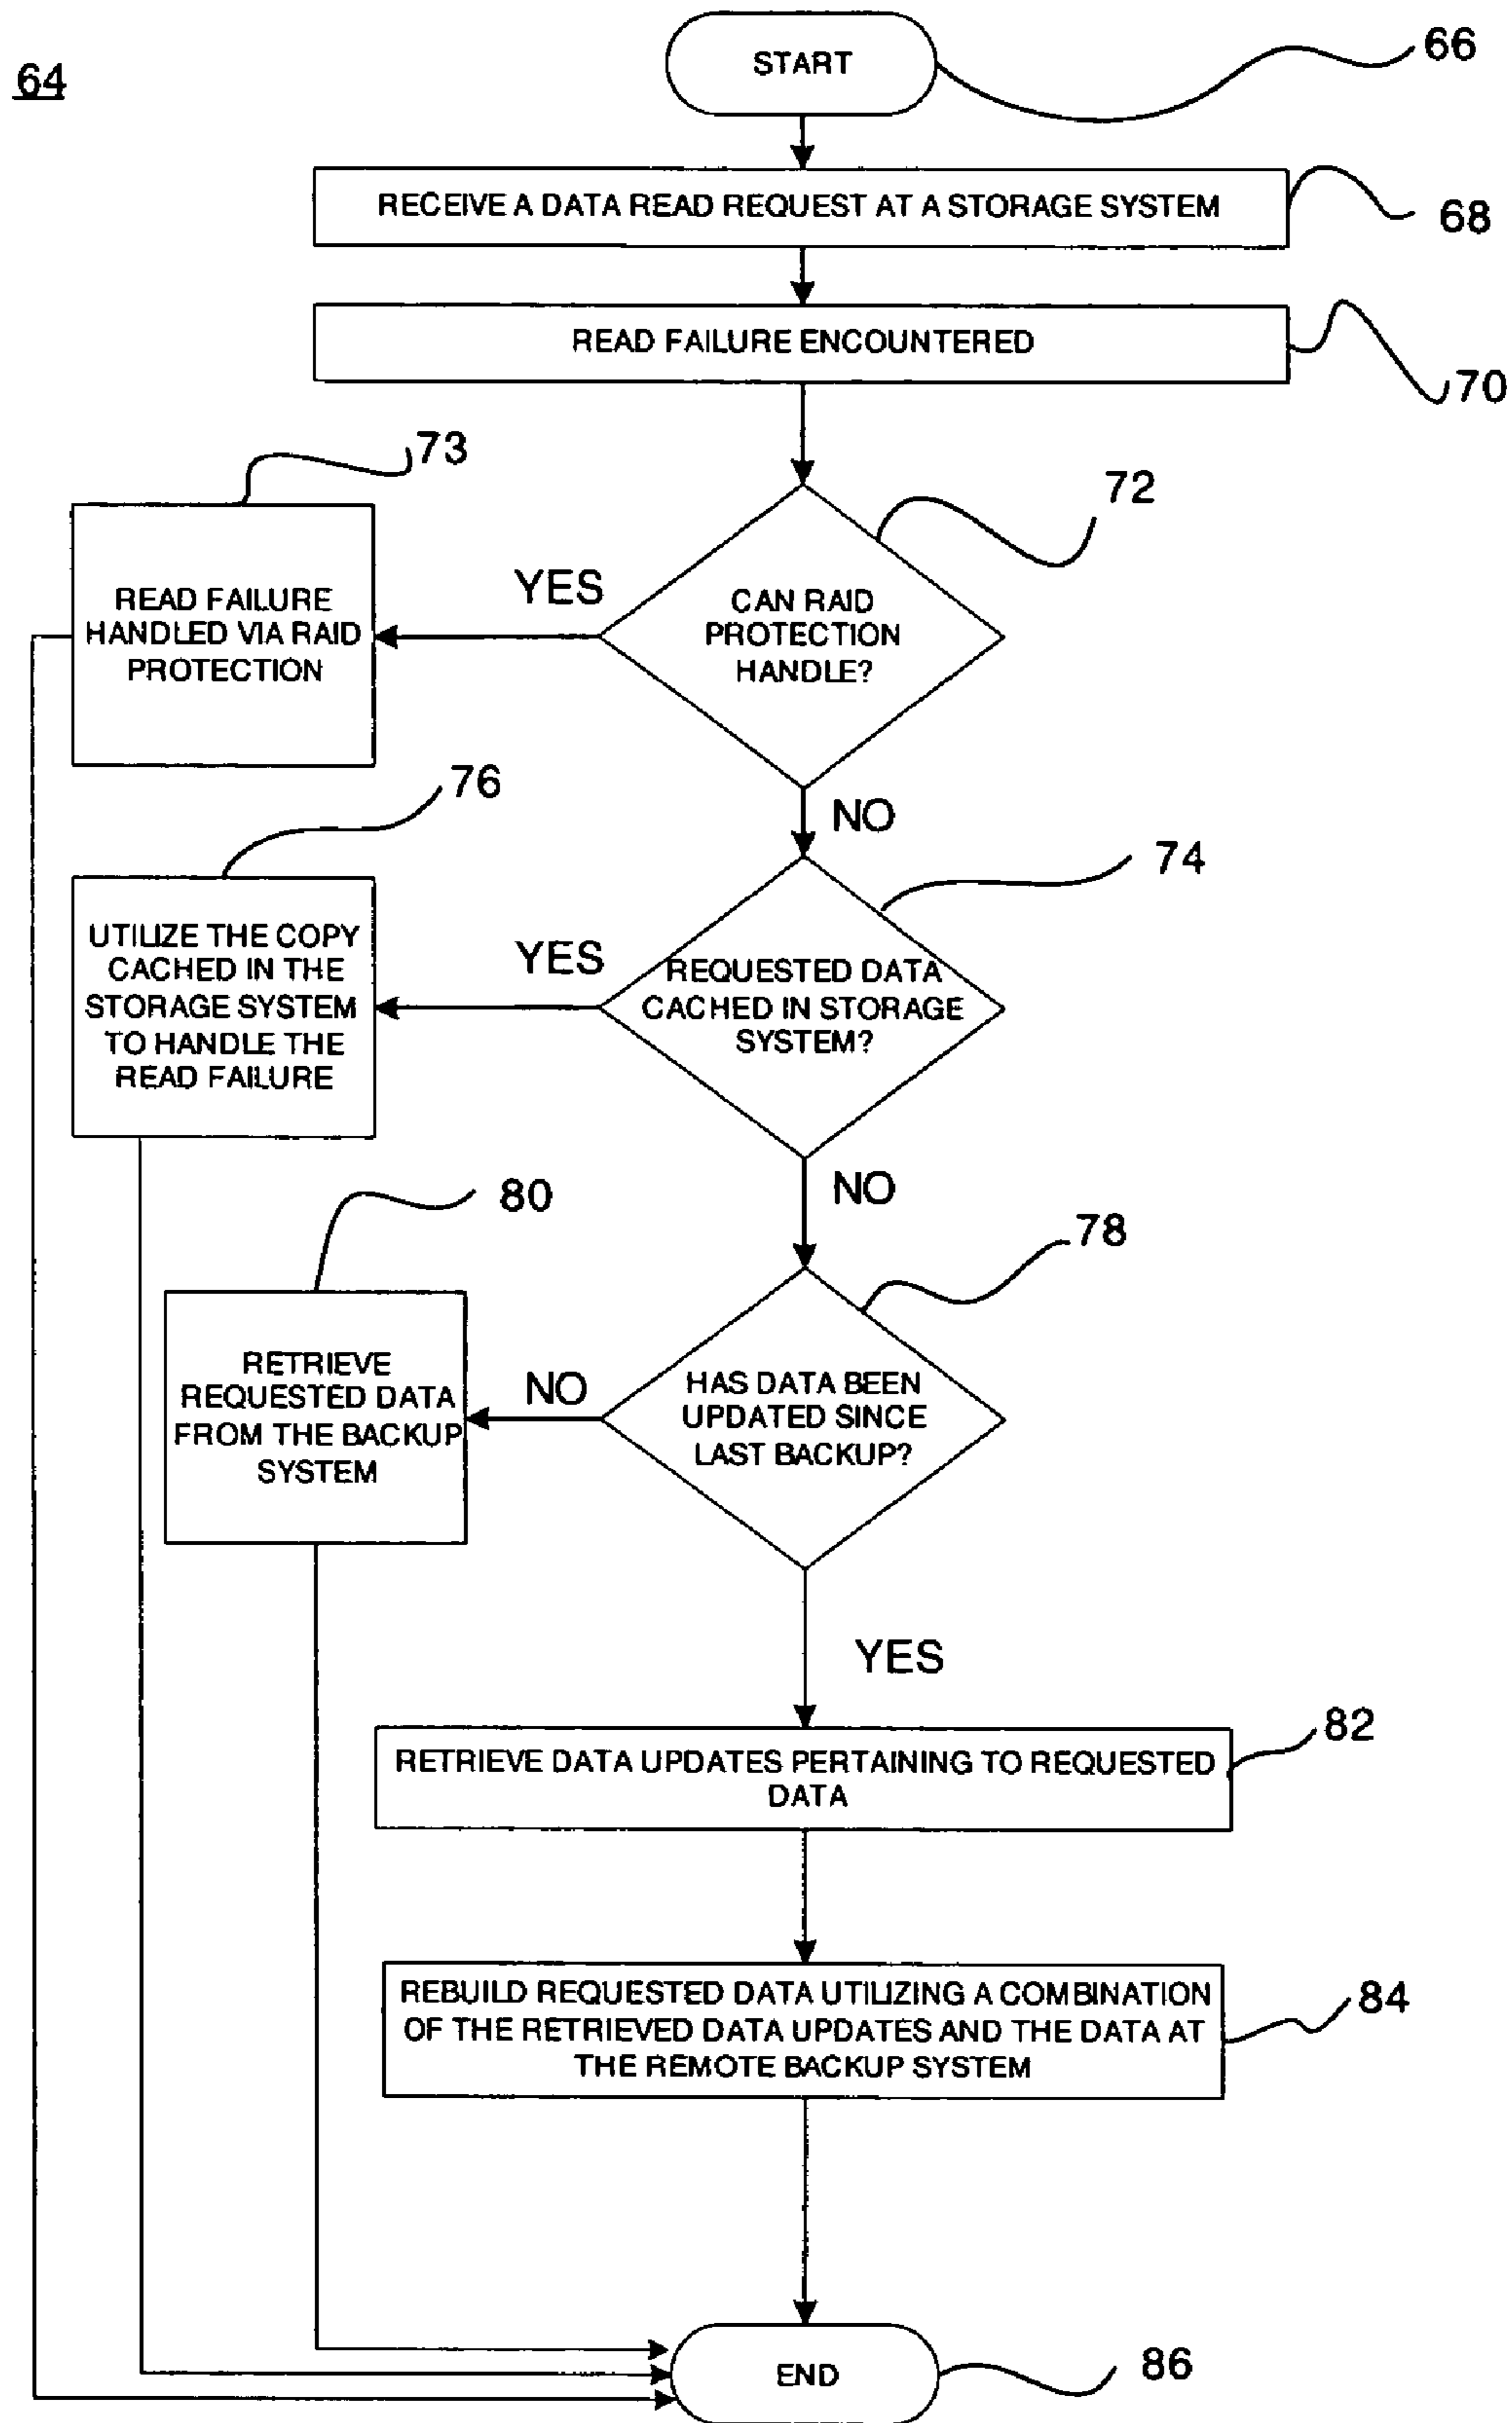 64
START
66
RECEIVE A DATA READ REQUEST AT A STORAGE SYSTEM
68
READ FAILURE ENCOUNTERED
70
73
72
READ FAILURE
HANDLED VIA RAID
PROTECTION
YES
CAN RAID
PROTECTION
HANDLE?
76
NO
74
UTILIZE THE COPY
CACHED IN THE
STORAGE SYSTEM
TO HANDLE THE
READ FAILURE
YES
REQUESTED DATA
CACHED IN STORAGE
SYSTEM?
80
NO
78
RETRIEVE
REQUESTED DATA
FROM THE BACKUP
SYSTEM
NO
HAS DATA BEEN
UPDATED SINCE
LAST BACKUP?
YES
RETRIEVE DATA UPDATES PERTAINING TO REQUESTED
DATA
82
REBUILD REQUESTED DATA UTILIZING A COMBINATION
OF THE RETRIEVED DATA UPDATES AND THE DATA AT
THE REMOTE BACKUP SYSTEM
84
END
86